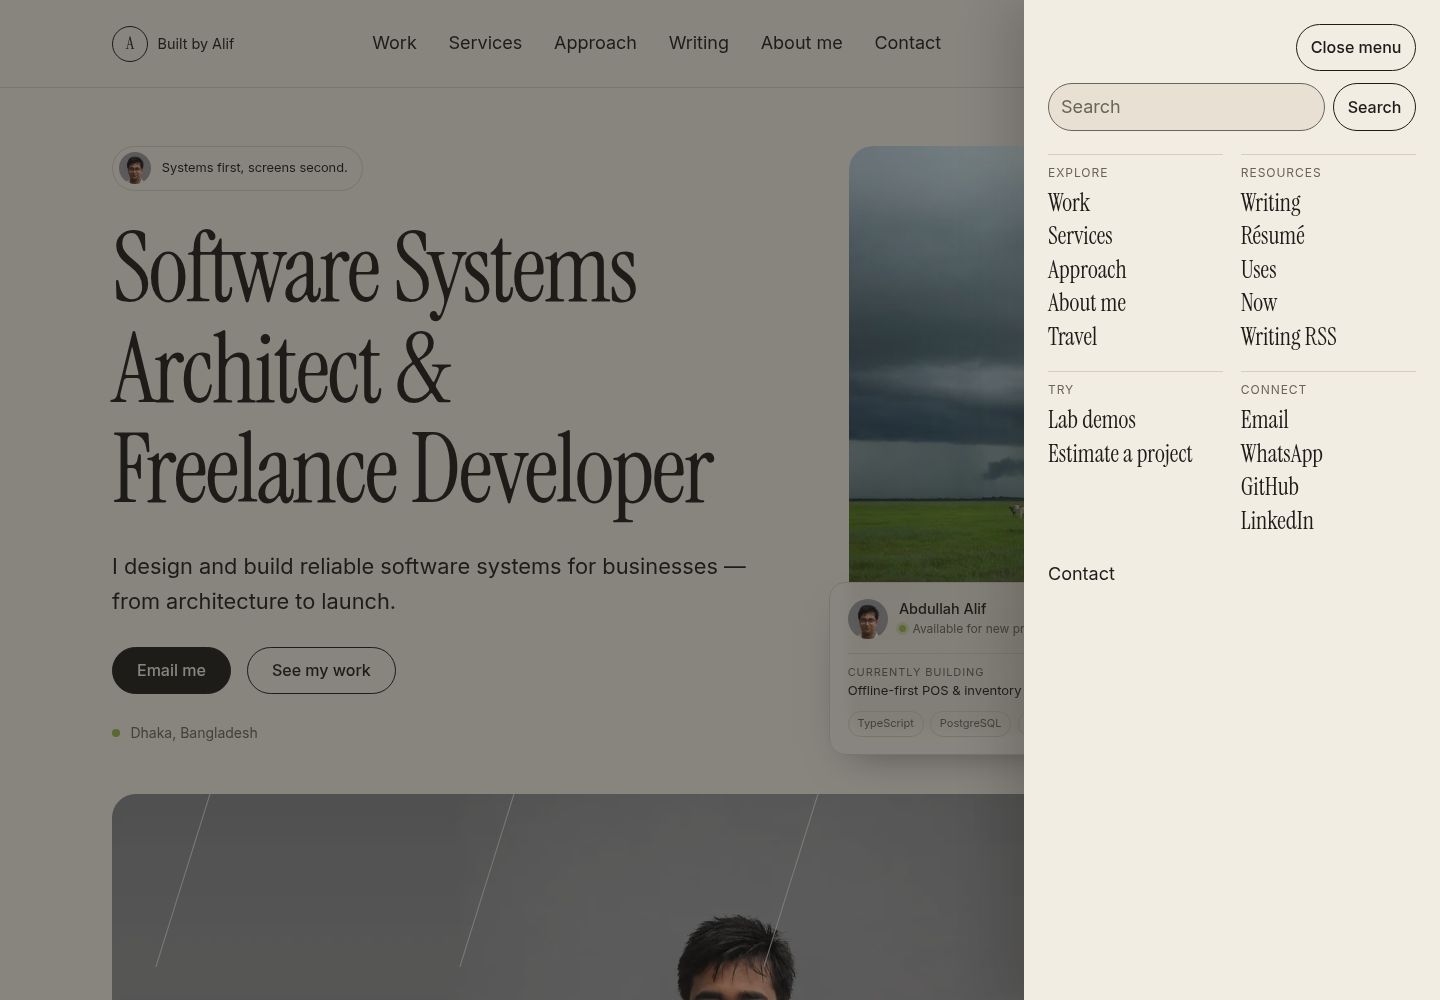 A
Built by Alif
Work
Services
Approach
Writing
About me
Contact
Systems first, screens second.
Software Systems
Architect &
Freelance Developer
I design and build reliable software systems for businesses —
from architecture to launch.
Email me
See my work
Dhaka, Bangladesh
Abdullah Alif
Available for new pr
CURRENTLY BUILDING
Offline-first POS & inventory
TypeScript
PostgreSQL
Close menu
Search
Search
EXPLORE
Work
Services
Approach
About me
Travel
RESOURCES
Writing
Résumé
Uses
Now
Writing RSS
TRY
Lab demos
Estimate a project
CONNECT
Email
WhatsApp
GitHub
LinkedIn
Contact